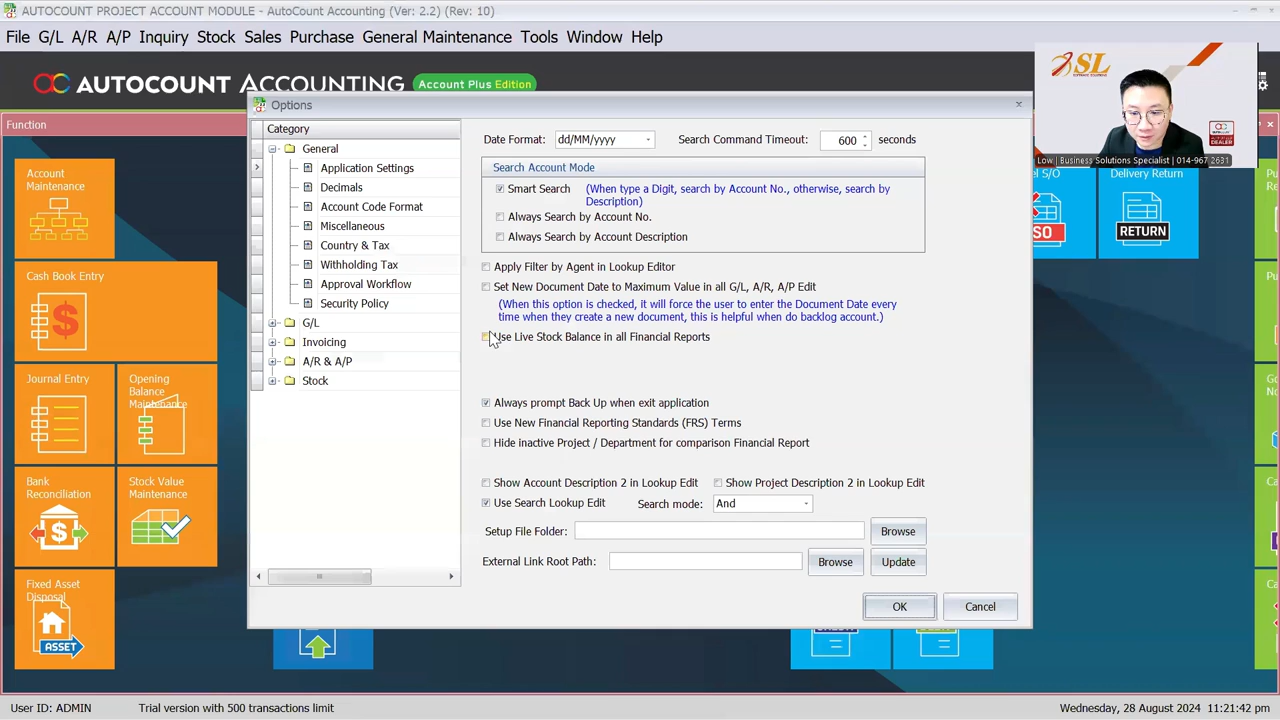 AUTOCOUNT PROJECT ACCOUNT MODULE - AutoCount Accounting (Ver: 2.2) (Rev: 10)
File G/L A/R A/P Inquiry Stock Sales Purchase General Maintenance Tools Window Help
AUTOCOUNT ACCOUNTING Account Plus Edition
SL
Low | Business Solutions Specialist | 014-967 2631
Function
Options
Category
General
Application Settings
Decimals
Account Code Format
Miscellaneous
Country & Tax
Withholding Tax
Approval Workflow
Security Policy
G/L
Invoicing
A/R & A/P
Stock
Date Format: dd/MM/yyyy Search Command Timeout: 600 seconds
Search Account Mode
Smart Search (When type a Digit, search by Account No., otherwise, search by
Description)
Always Search by Account No.
Always Search by Account Description
Apply Filter by Agent in Lookup Editor
Set New Document Date to Maximum Value in all G/L, A/R, A/P Edit
(When this option is checked, it will force the user to enter the Document Date every
time when they create a new document, this is helpful when do backlog account.)
Use Live Stock Balance in all Financial Reports
Always prompt Back Up when exit application
Use New Financial Reporting Standards (FRS) Terms
Hide inactive Project / Department for comparison Financial Report
Show Account Description 2 in Lookup Edit Show Project Description 2 in Lookup Edit
Use Search Lookup Edit Search mode: And
Setup File Folder: Browse
External Link Root Path: Browse Update
OK Cancel
Account
Maintenance
Cash Book Entry
Journal Entry
Opening
Balance
Maintenance
Bank
Reconciliation
Stock Value
Maintenance
Fixed Asset
Disposal
ASSET
S/O
SO
Delivery Return
RETURN
User ID: ADMIN Trial version with 500 transactions limit Wednesday, 28 August 2024 11:21:42 pm